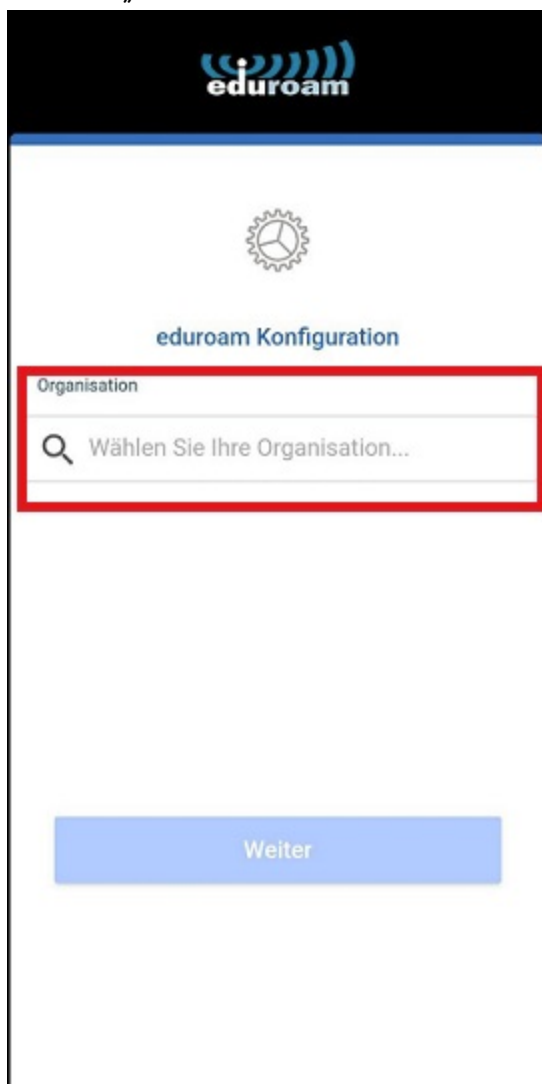 „
eduroam
eduroam Konfiguration
Organisation
Wählen Sie Ihre Organisation...
Weiter